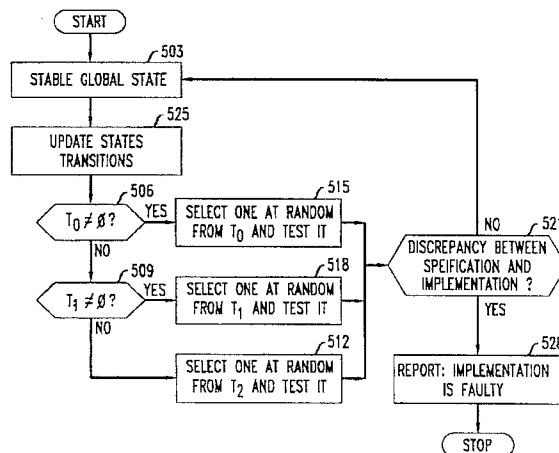 START
503
STABLE GLOBAL STATE
525
UPDATE STATES
TRANSITIONS
506
T0 ≠ ∅?
YES
NO
515
SELECT ONE AT RANDOM
FROM T0 AND TEST IT
509
T1 ≠ ∅?
YES
NO
518
SELECT ONE AT RANDOM
FROM T1 AND TEST IT
512
SELECT ONE AT RANDOM
FROM T2 AND TEST IT
NO
DISCREPANCY BETWEEN
SPEIFICATION AND
IMPLEMENTATION ?
YES
528
REPORT: IMPLEMENTATION
IS FAULTY
STOP